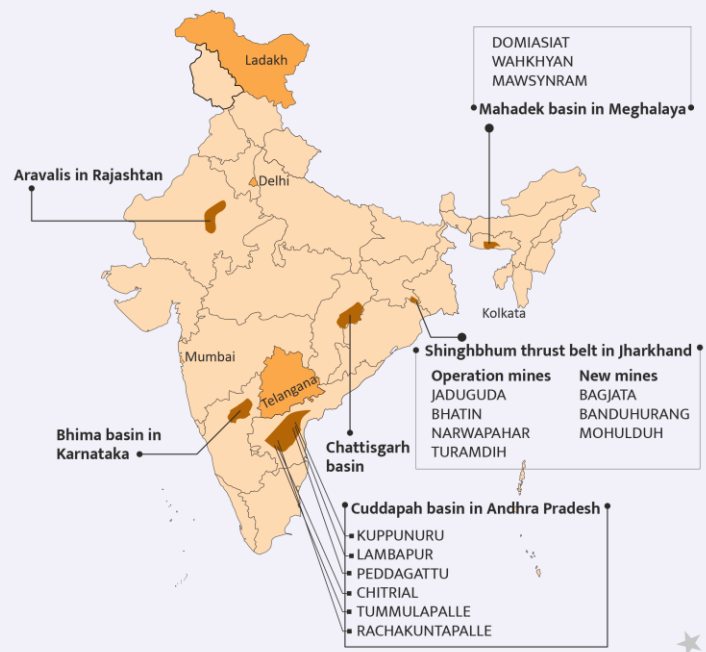 DOMIASIAT
WAHKHYAN
MAWSYNRAM
Mahadek basin in Meghalaya
Ladakh
Aravalis in Rajashtan
Delhi
Kolkata
Mumbai
Telangana
Shinghbhum thrust belt in Jharkhand
Operation mines
JADUGUDA
BHATIN
NARWAPAHAR
TURAMDIH
New mines
BAGJATA
BANDUHURANG
MOHULDUH
Bhima basin in
Karnataka
Chattisgarh
basin
Cuddapah basin in Andhra Pradesh
KUPPUNURU
LAMBAPUR
PEDDAGATTU
CHITRIAL
TUMMULAPALLE
RACHAKUNTAPALLE